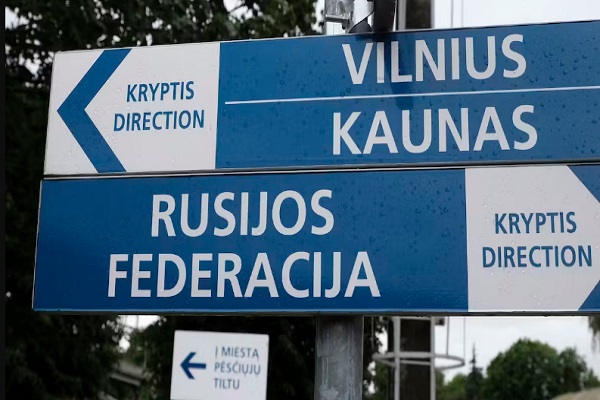 KRYPTIS
DIRECTION
VILNIUS
KAUNAS
RUSIJOS
FEDERACIJA
KRYPTIS
DIRECTION
Į MIESTĄ
PĖSČIŲJŲ
TILTU